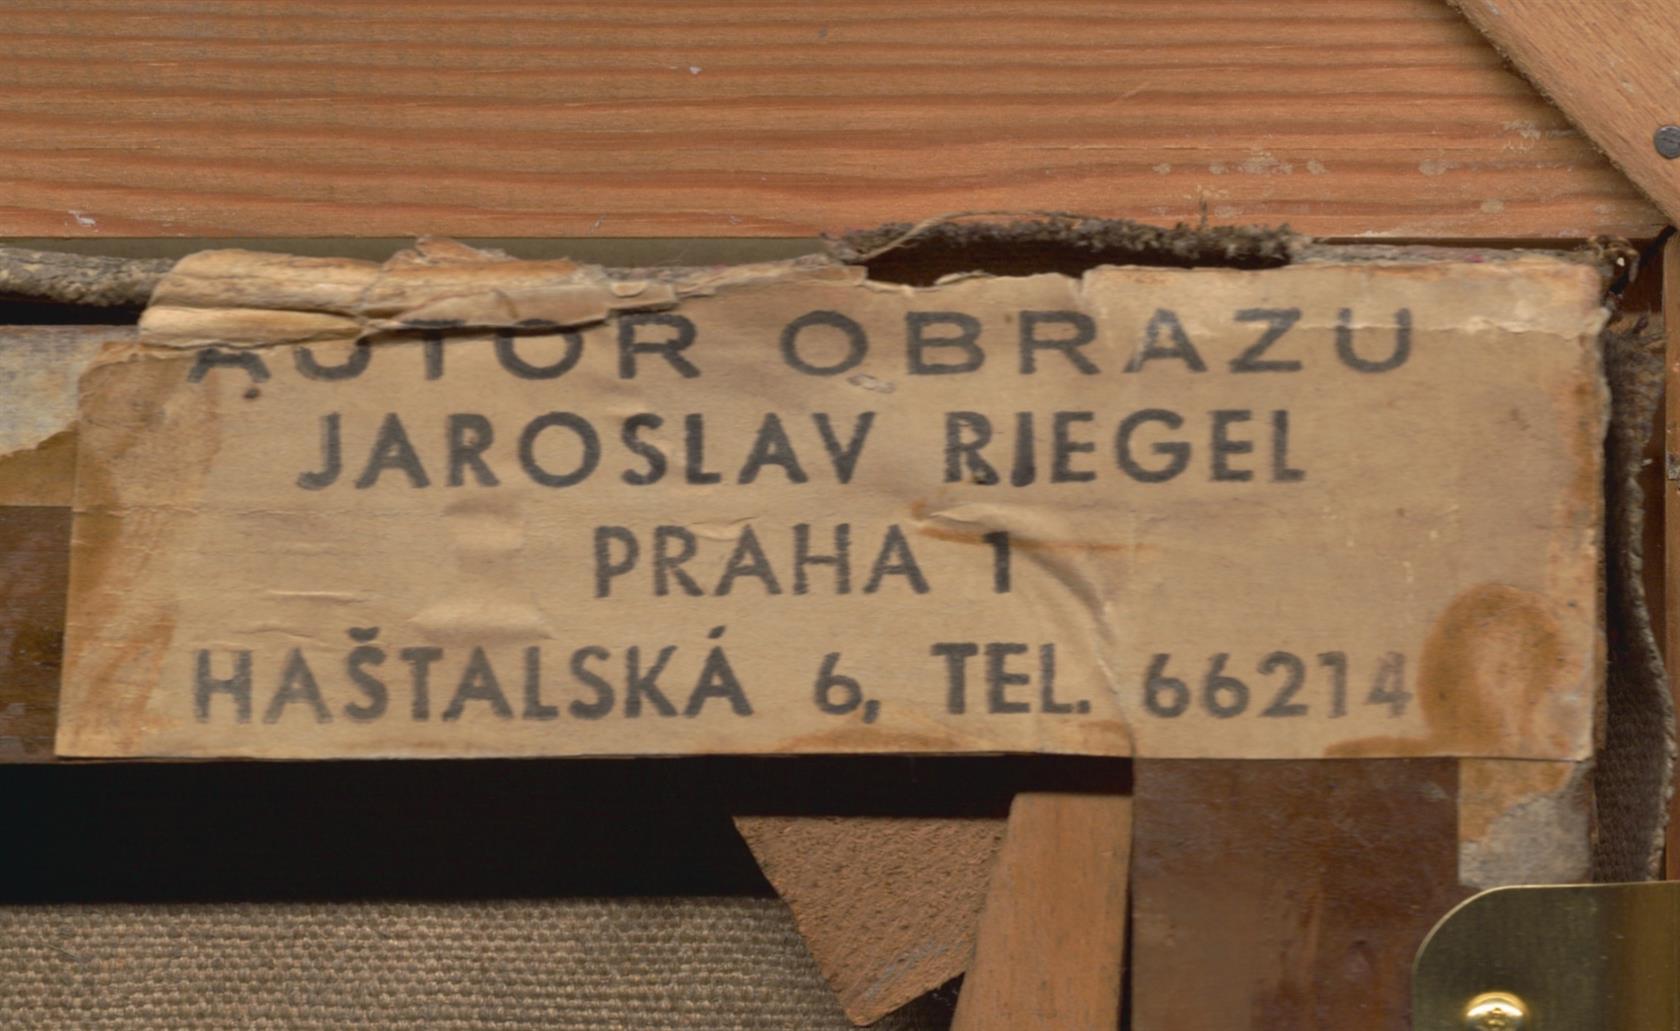 AUTOR OBRAZU
JAROSLAV RIEGEL
PRAHA 1
HAŠTALSKÁ 6, TEL. 66214